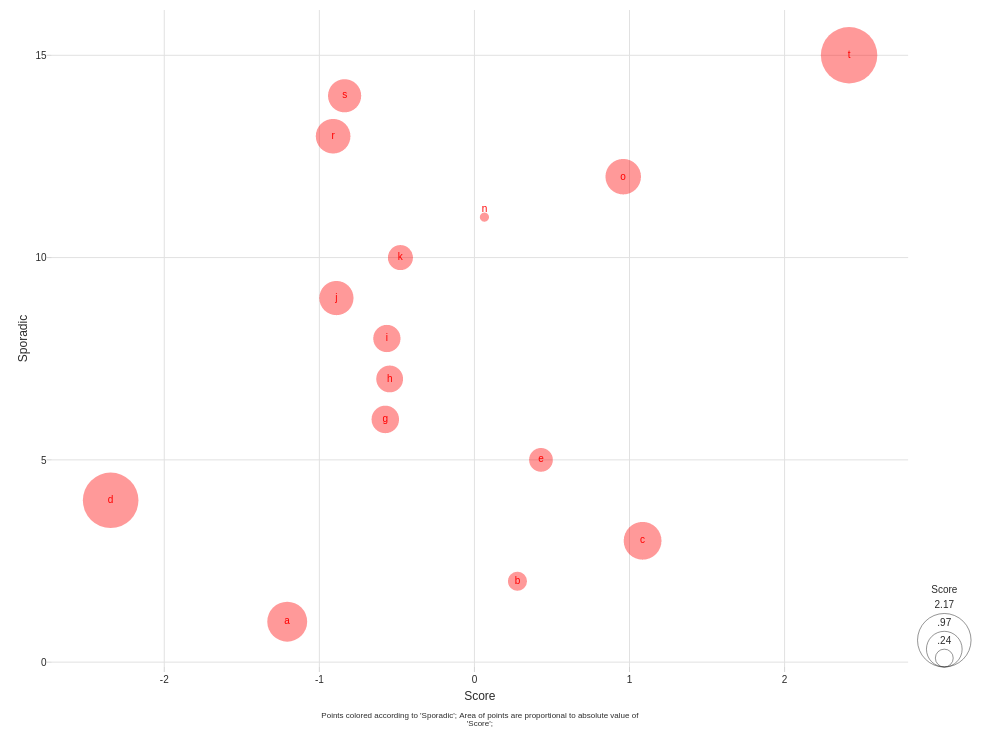 15
t
s
r
o
n
10
k
j
i
h
g
Sporadic
5
e
d
c
b
a
0
-2
-1
0
1
2
Score
Score
2.17
.97
.24
Points colored according to 'Sporadic'; Area of points are proportional to absolute value of
'Score';